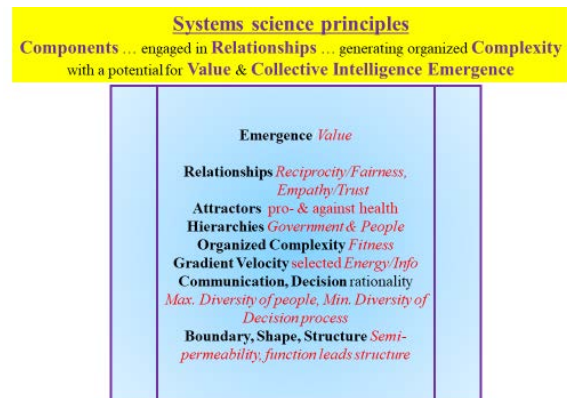 Systems science principles
Components … engaged in Relationships … generating organized Complexity
with a potential for Value & Collective Intelligence Emergence
Emergence Value
Relationships Reciprocity/Fairness,
Empathy/Trust
Attractors pro- & against health
Hierarchies Government & People
Organized Complexity Fitness
Gradient Velocity selected Energy/Info
Communication, Decision rationality
Max. Diversity of people, Min. Diversity of
Decision process
Boundary, Shape, Structure Semi-
permeability, function leads structure